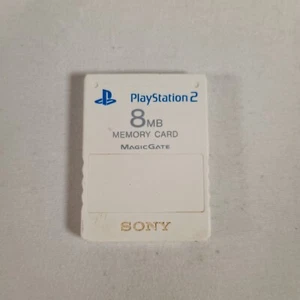 PlayStation 2
8MB
MEMORY CARD
MAGICGATE
SONY